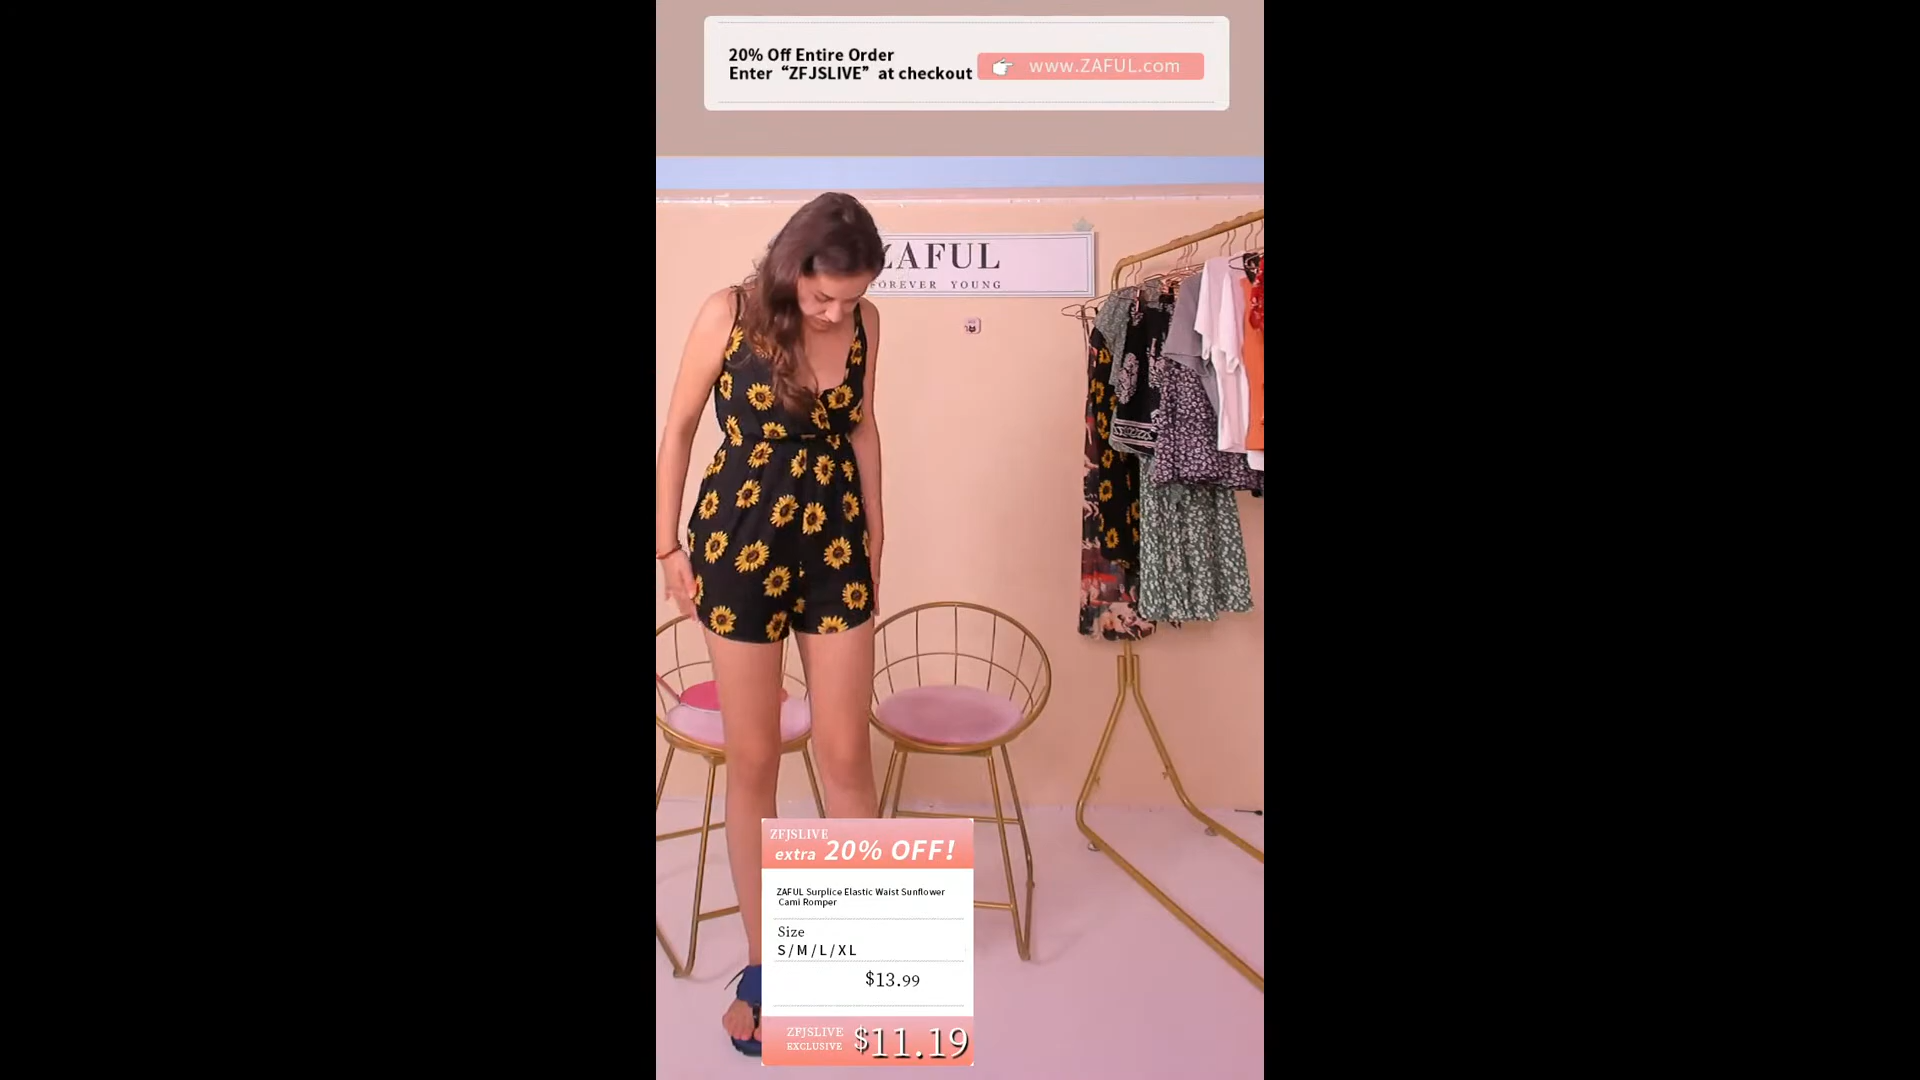 20% Off Entire Order
Enter “ZFJSLIVE” at checkout
www.ZAFUL.com
ZAFUL
FOREVER YOUNG
ZFJSLIVE
extra 20% OFF!
ZAFUL Surplice Elastic Waist Sunflower
Cami Romper
Size
S/M/L/XL
$13.99
ZFJSLIVE
EXCLUSIVE
$11.19